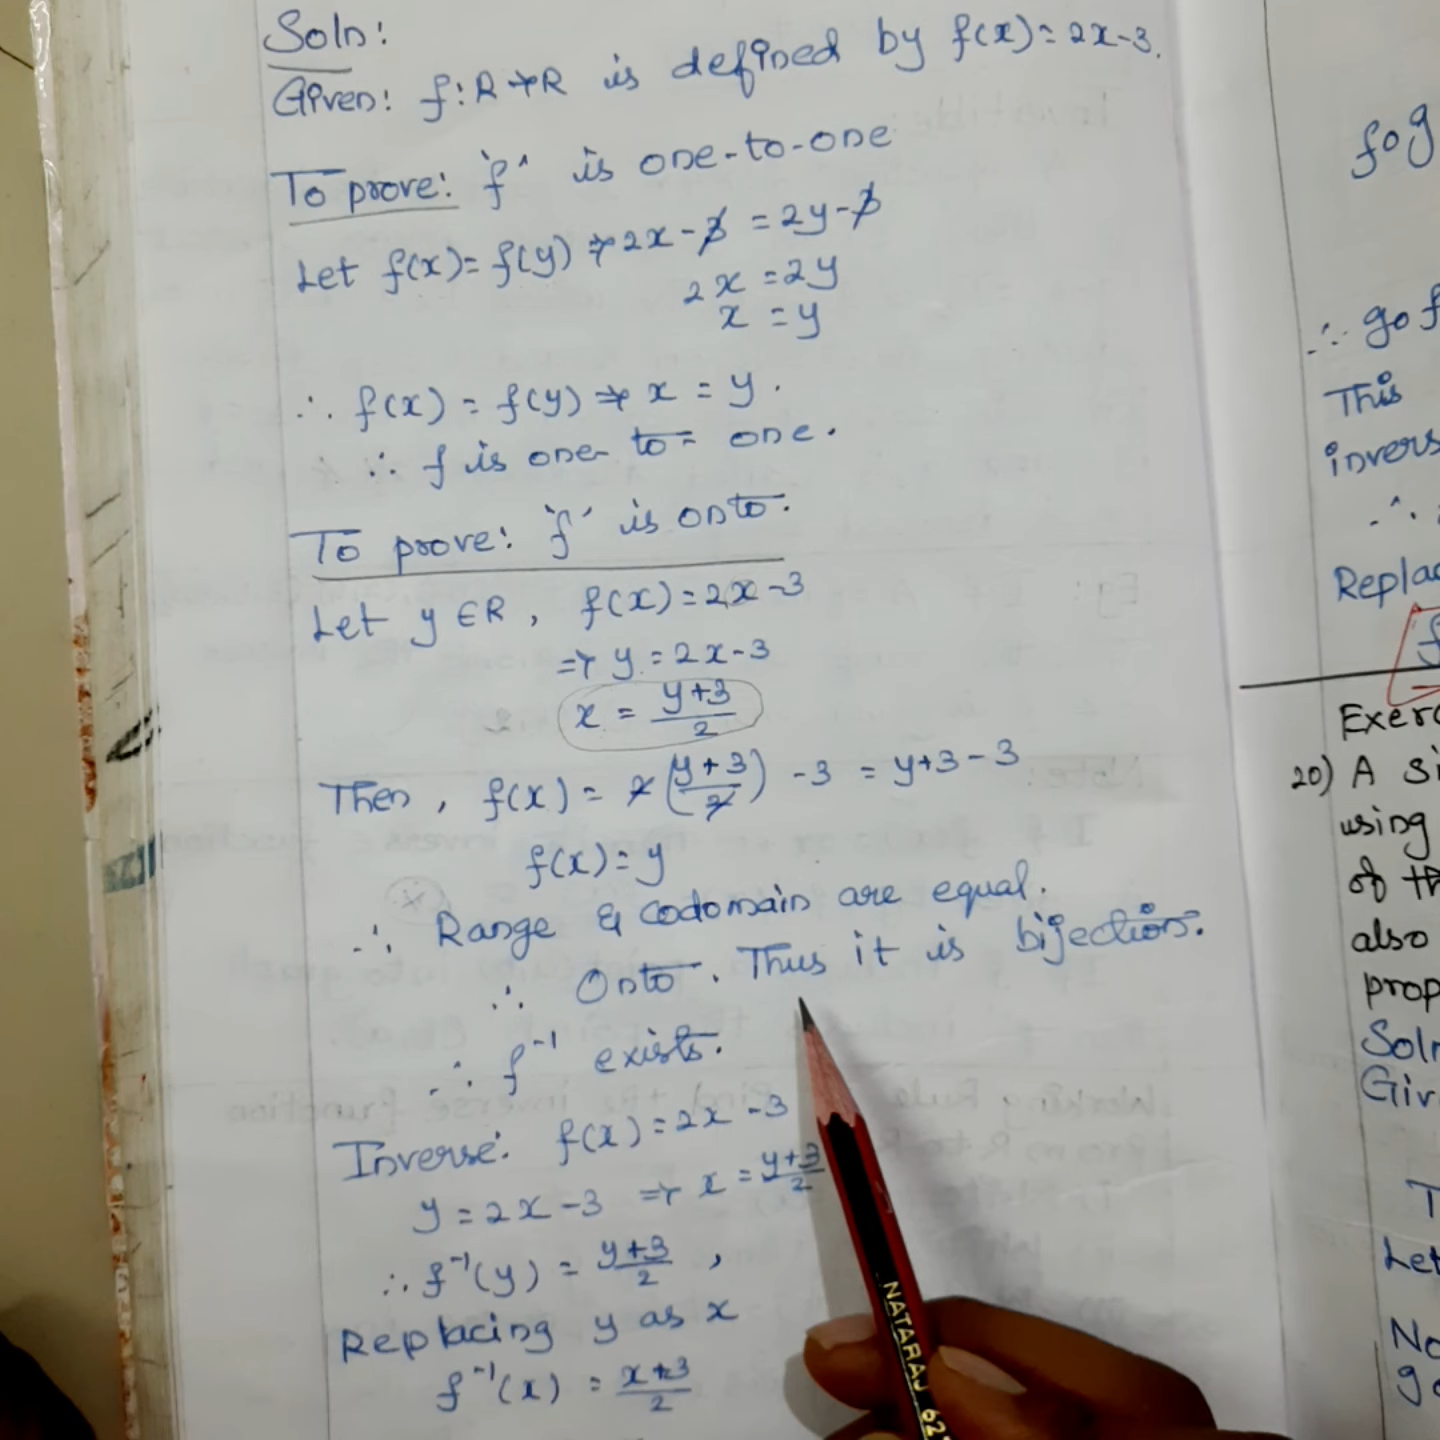 Soln:
Given: f:R→R is defined by f(x)=2x-3.
To prove: 'f' is one-to-one
Let f(x)=f(y) ⇒ 2x-3 = 2y-3
2x = 2y
x = y
∴ f(x) = f(y) ⇒ x = y.
∴ f is one-to-one.
To prove: 'f' is onto.
Let y ∈ R, f(x)=2x-3
⇒ y = 2x-3
x = y+3/2
Then, f(x) = 2(y+3/2) -3 = y+3-3
f(x)=y
∴ Range & codomain are equal.
∴ Onto. Thus it is bijection.
∴ f⁻¹ exists.
Inverse: f(x)=2x-3
y = 2x-3 ⇒ x = y+3/2
∴ f⁻¹(y) = y+3/2,
Replacing y as x
f⁻¹(x) = x+3/2
NATARAJ 62
fog
∴ gof
This
invers
∴
Replac
f
Exerc
20) A Si
using
of th
also
prop
Soln
Giv
T
Let
No
go